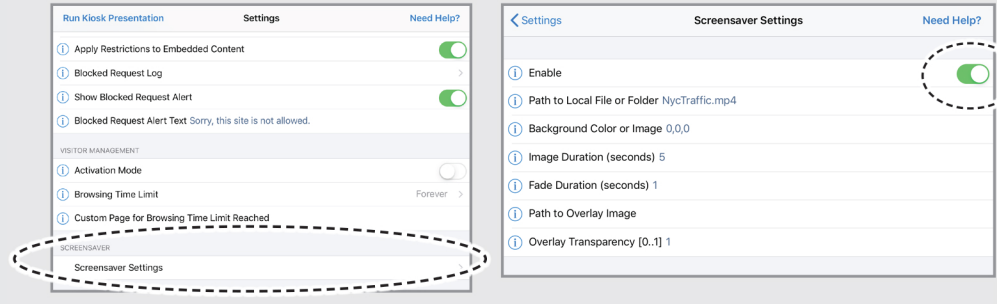 Run Kiosk Presentation Settings Need Help?
Apply Restrictions to Embedded Content
Blocked Request Log
Show Blocked Request Alert
Blocked Request Alert Text Sorry, this site is not allowed.
VISITOR MANAGEMENT
Activation Mode
Browsing Time Limit Forever
Custom Page for Browsing Time Limit Reached
SCREENSAVER
Screensaver Settings
Settings Screensaver Settings Need Help?
Enable
Path to Local File or Folder NycTraffic.mp4
Background Color or Image 0,0,0
Image Duration (seconds) 5
Fade Duration (seconds) 1
Path to Overlay Image
Overlay Transparency [0..1] 1